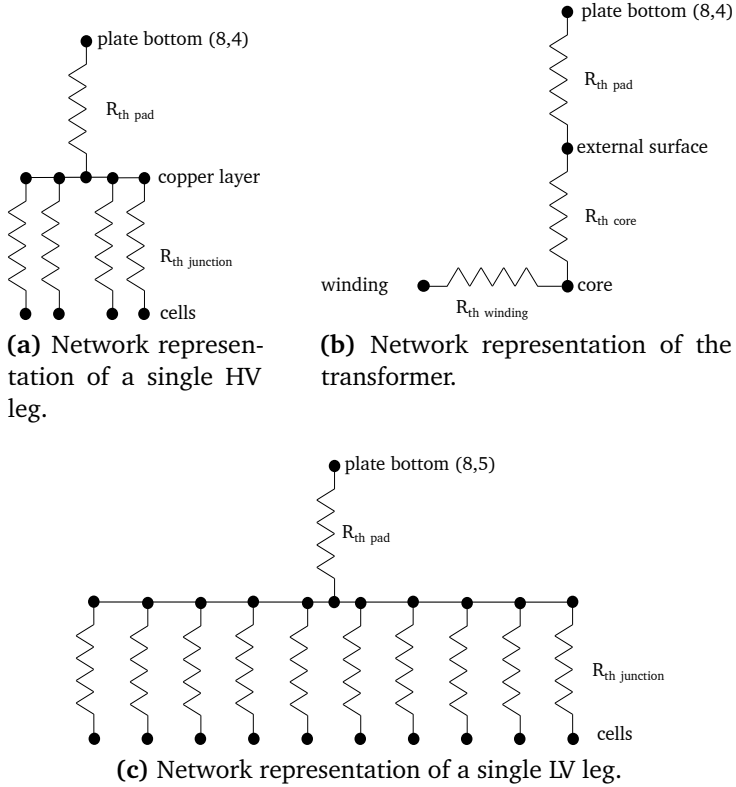 plate bottom (8,4)
R_th pad
copper layer
R_th junction
cells
(a) Network represen-
tation of a single HV
leg.
plate bottom (8,4)
R_th pad
external surface
R_th core
winding
core
R_th winding
(b) Network representation of the
transformer.
plate bottom (8,5)
R_th pad
R_th junction
cells
(c) Network representation of a single LV leg.